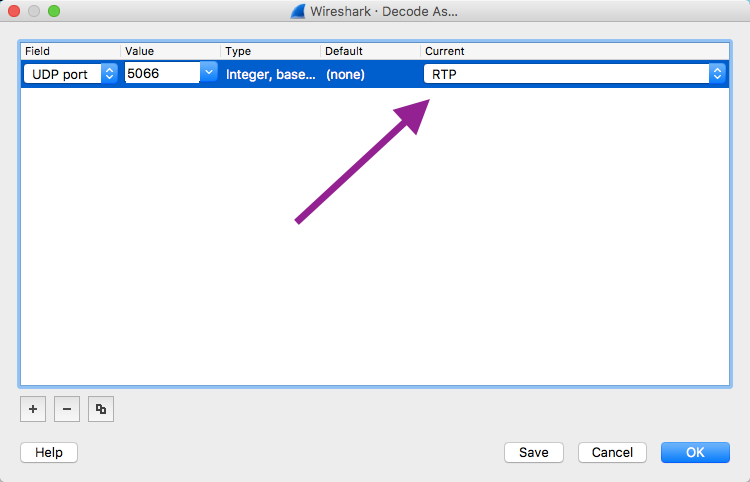 Wireshark · Decode As...
Field Value Type Default Current
UDP port 5066 Integer, base... (none) RTP
+ −
Help Save Cancel OK